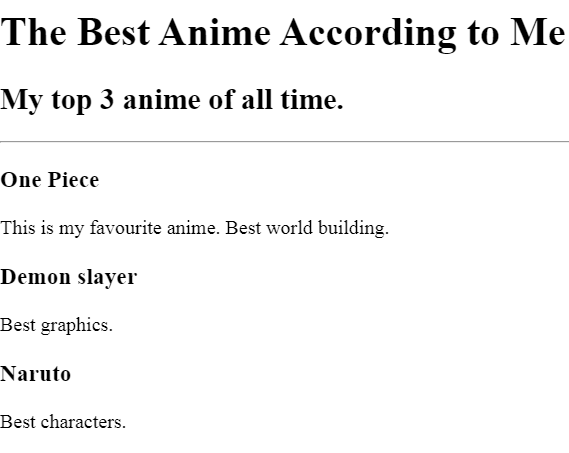 The Best Anime According to Me
My top 3 anime of all time.
One Piece
This is my favourite anime. Best world building.
Demon slayer
Best graphics.
Naruto
Best characters.